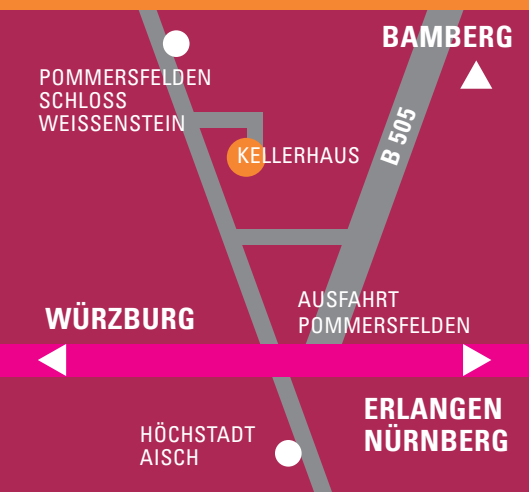 BAMBERG
POMMERSFELDEN
SCHLOSS
WEISSENSTEIN
B 505
KELLERHAUS
AUSFAHRT
POMMERSFELDEN
WÜRZBURG
ERLANGEN
NÜRNBERG
HÖCHSTADT
AISCH